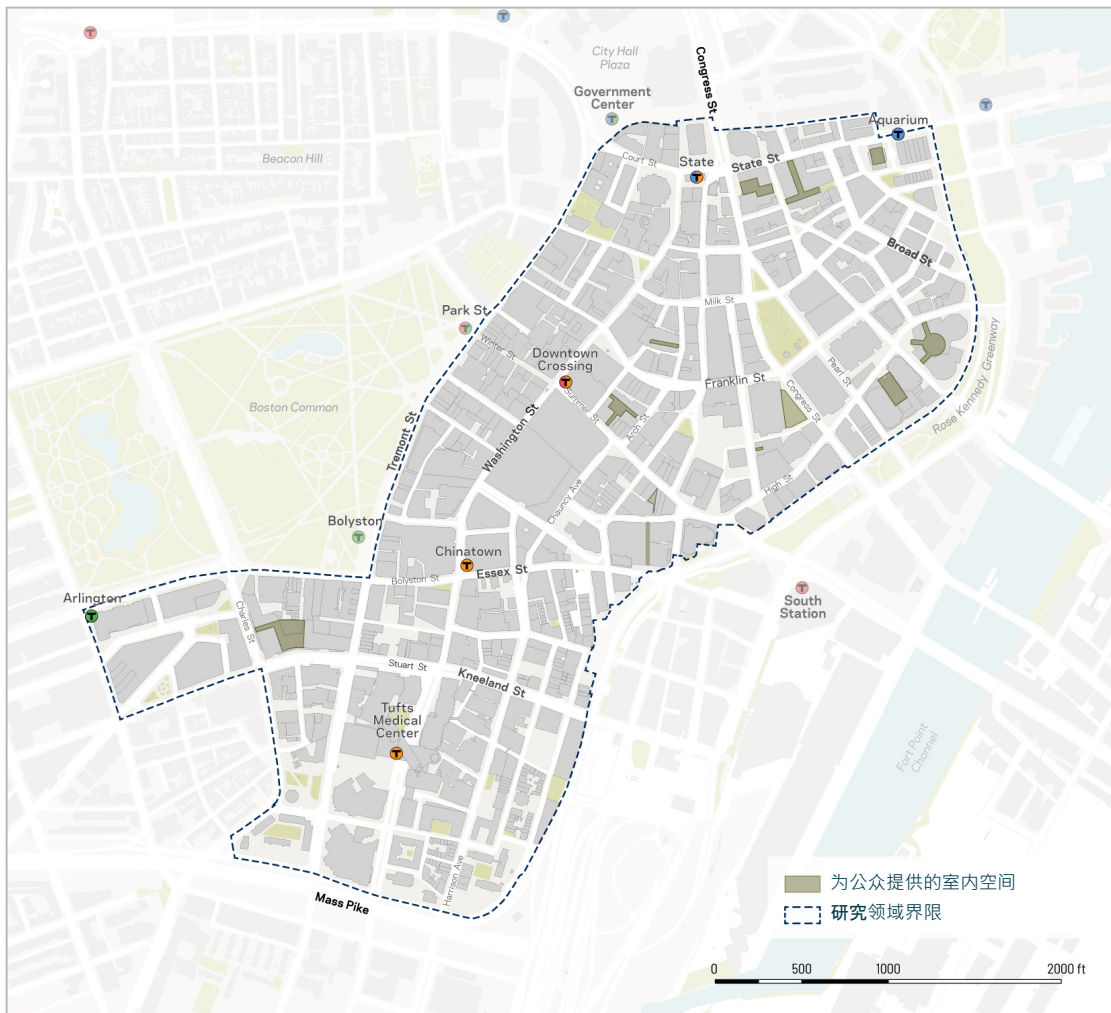 City Hall
Plaza
Congress St
Government
Center
Aquarium
Beacon Hill
Court St
State
State St
Broad St
Park St
Milk St
Winter St
Downtown
Crossing
Franklin St
Pearl St
Rose Kennedy Greenway
Boston Common
Summer St
Congress St
Tremont St
Washington St
Arch St
High St
Chauncy Ave
Bolyston
Chinatown
Bolyston St
Essex St
Arlington
Charles St
South
Station
Stuart St
Kneeland St
Tufts
Medical
Center
Fort Point
Channel
Harrison Ave
Mass Pike
为公众提供的室内空间
研究领域界限
0 500 1000 2000 ft
T
T
T
T
T
T
T
T
T
T
T
T
T